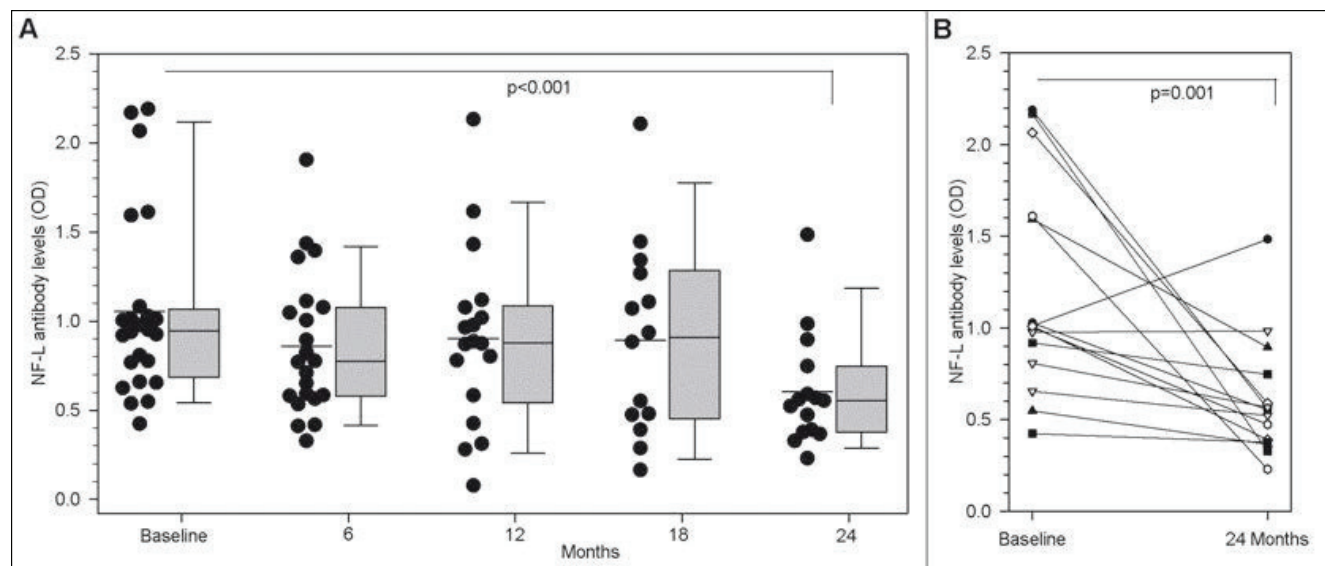 A
NF-L antibody levels (OD)
2.5
2.0
1.5
1.0
0.5
0.0
p<0.001
Baseline
6
12
18
24
Months
B
NF-L antibody levels (OD)
2.5
2.0
1.5
1.0
0.5
0.0
p=0.001
Baseline
24 Months